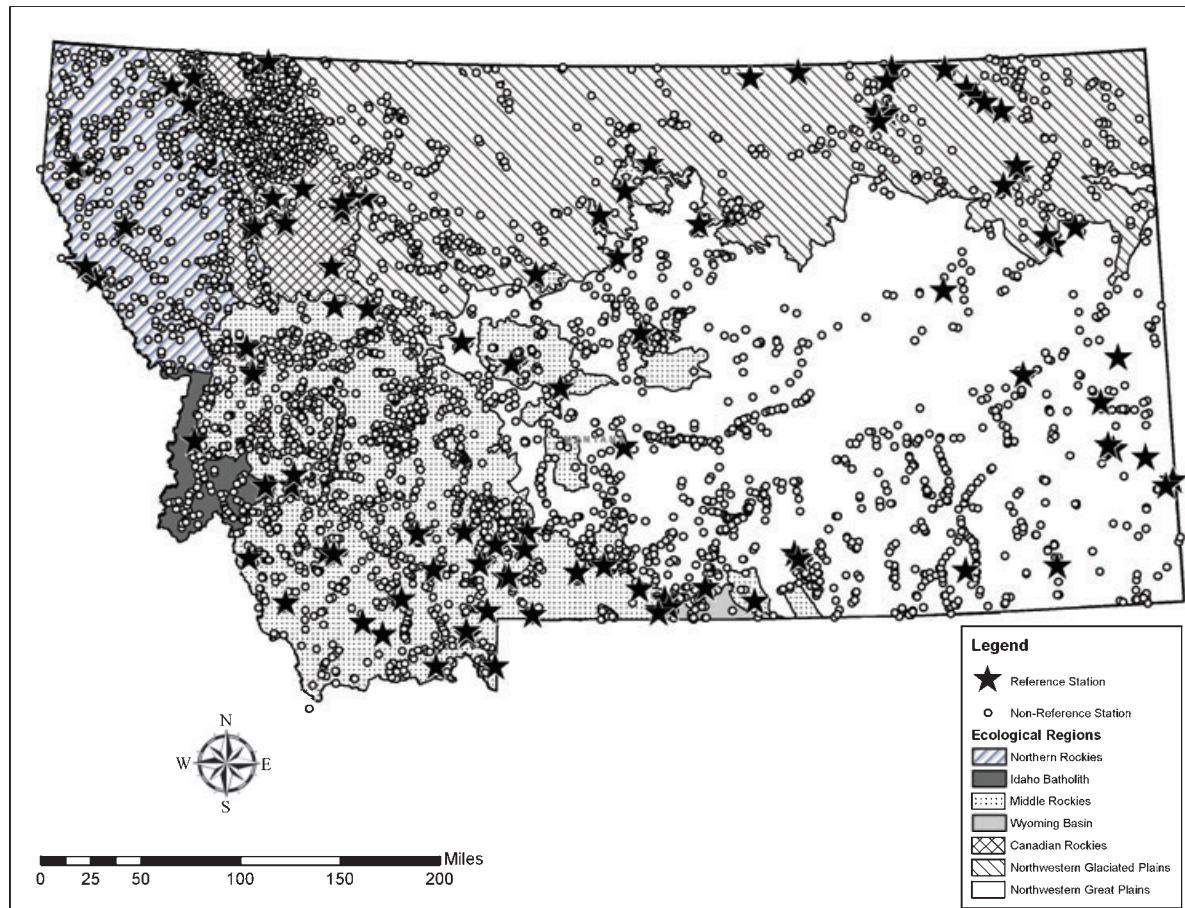 MONTANA
N
W E
S
Miles
0 25 50 100 150 200
Legend
Reference Station
Non-Reference Station
Ecological Regions
Northern Rockies
Idaho Batholith
Middle Rockies
Wyoming Basin
Canadian Rockies
Northwestern Glaciated Plains
Northwestern Great Plains